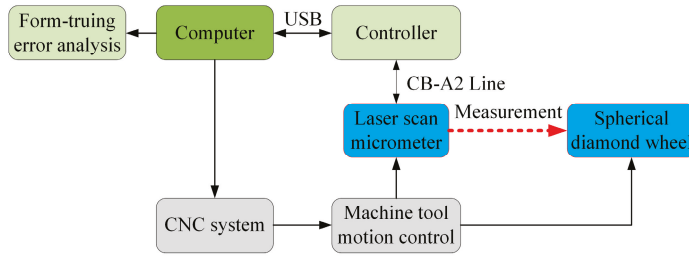 Form-truing
error analysis
Computer
USB
Controller
CB-A2 Line
Laser scan
micrometer
Measurement
Spherical
diamond wheel
CNC system
Machine tool
motion control